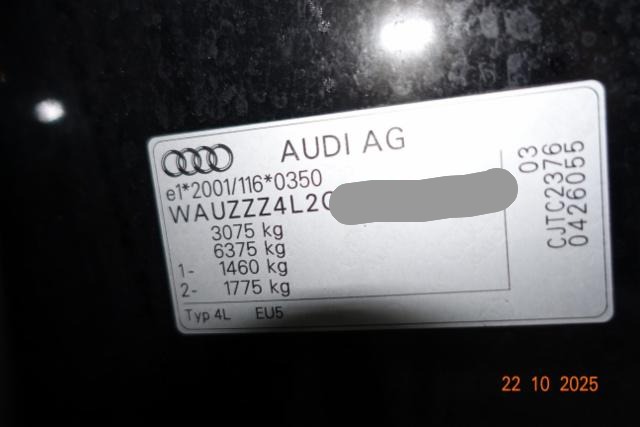 AUDI AG
e1*2001/116*0350
WAUZZZ4L2
3075 kg
6375 kg
1- 1460 kg
2- 1775 kg
Typ 4L EU5
03
CJTC2376
0426055
22 10 2025